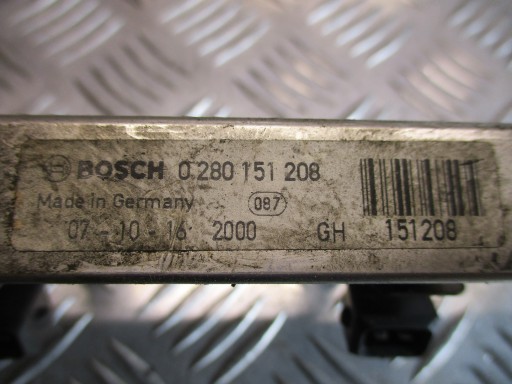 BOSCH 0 280 151 208
Made in Germany 087
07 - 10 - 16 2000 GH 151208